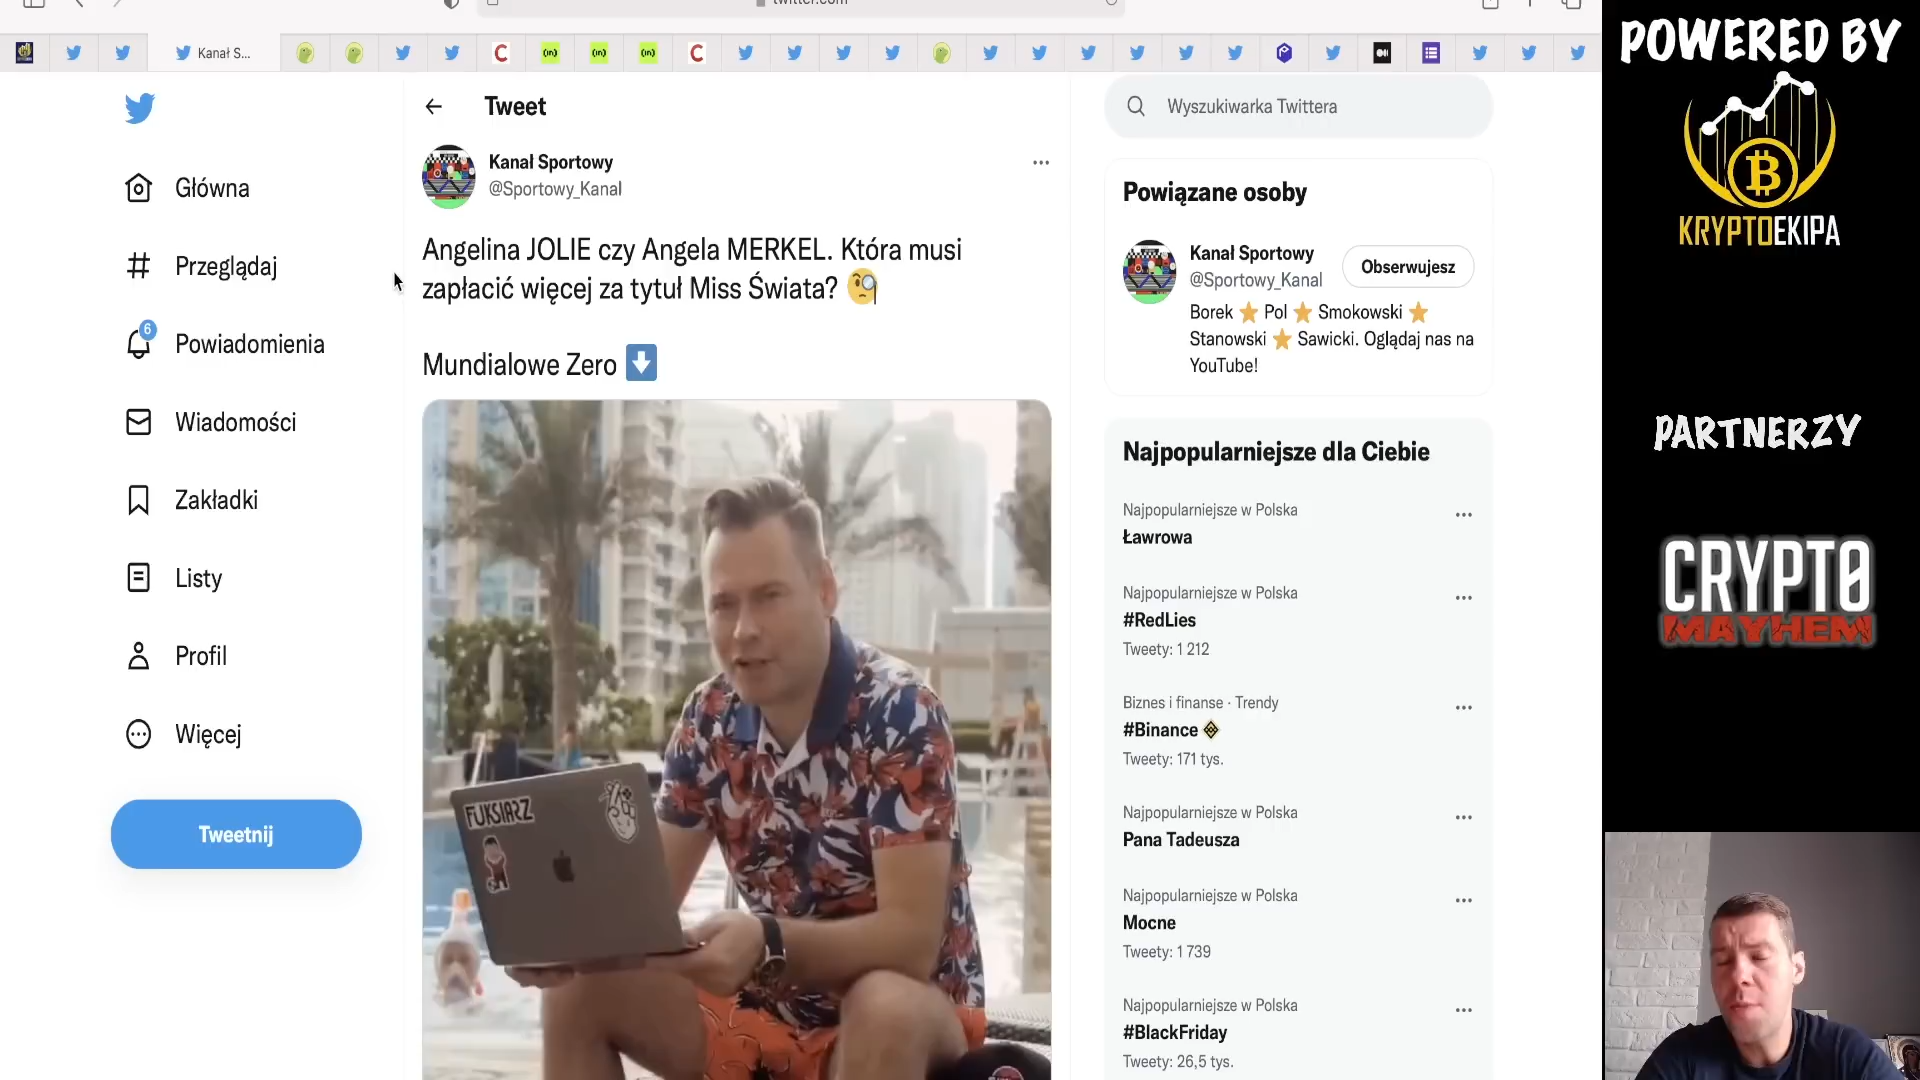 Kanał S...
Tweet
Wyszukiwarka Twittera
Główna
Przeglądaj
6
Powiadomienia
Wiadomości
Zakładki
Listy
Profil
Więcej
Tweetnij
Kanał Sportowy
@Sportowy_Kanal
Angelina JOLIE czy Angela MERKEL. Która musi
zapłacić więcej za tytuł Miss Świata?
Mundialowe Zero
FUKSIARZ
Powiązane osoby
Kanał Sportowy
@Sportowy_Kanal
Obserwujesz
Borek ⭐ Pol ⭐ Smokowski ⭐
Stanowski ⭐ Sawicki. Oglądaj nas na
YouTube!
Najpopularniejsze dla Ciebie
Najpopularniejsze w Polska
Ławrowa
Najpopularniejsze w Polska
#RedLies
Tweety: 1 212
Biznes i finanse · Trendy
#Binance
Tweety: 171 tys.
Najpopularniejsze w Polska
Pana Tadeusza
Najpopularniejsze w Polska
Mocne
Tweety: 1 739
Najpopularniejsze w Polska
#BlackFriday
Tweety: 26,5 tys.
POWERED BY
KRYPTOEKIPA
PARTNERZY
CRYPTO
MAYHEM